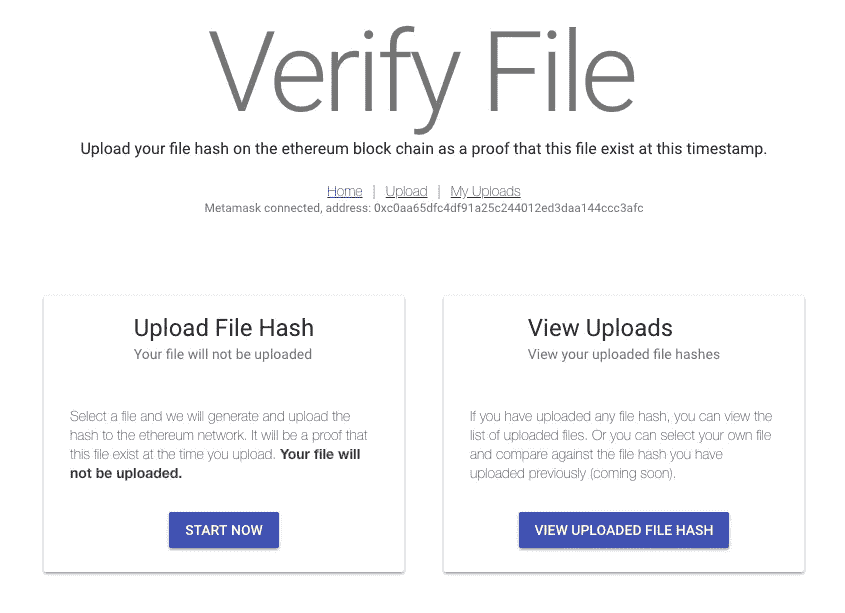 Verify File
Upload your file hash on the ethereum block chain as a proof that this file exist at this timestamp.
Home | Upload | My Uploads
Metamask connected, address: 0xc0aa65dfc4df91a25c244012ed3daa144ccc3afc
Upload File Hash
Your file will not be uploaded
Select a file and we will generate and upload the
hash to the ethereum network. It will be a proof that
this file exist at the time you upload. Your file will
not be uploaded.
START NOW
View Uploads
View your uploaded file hashes
If you have uploaded any file hash, you can view the
list of uploaded files. Or you can select your own file
and compare against the file hash you have
uploaded previously (coming soon).
VIEW UPLOADED FILE HASH